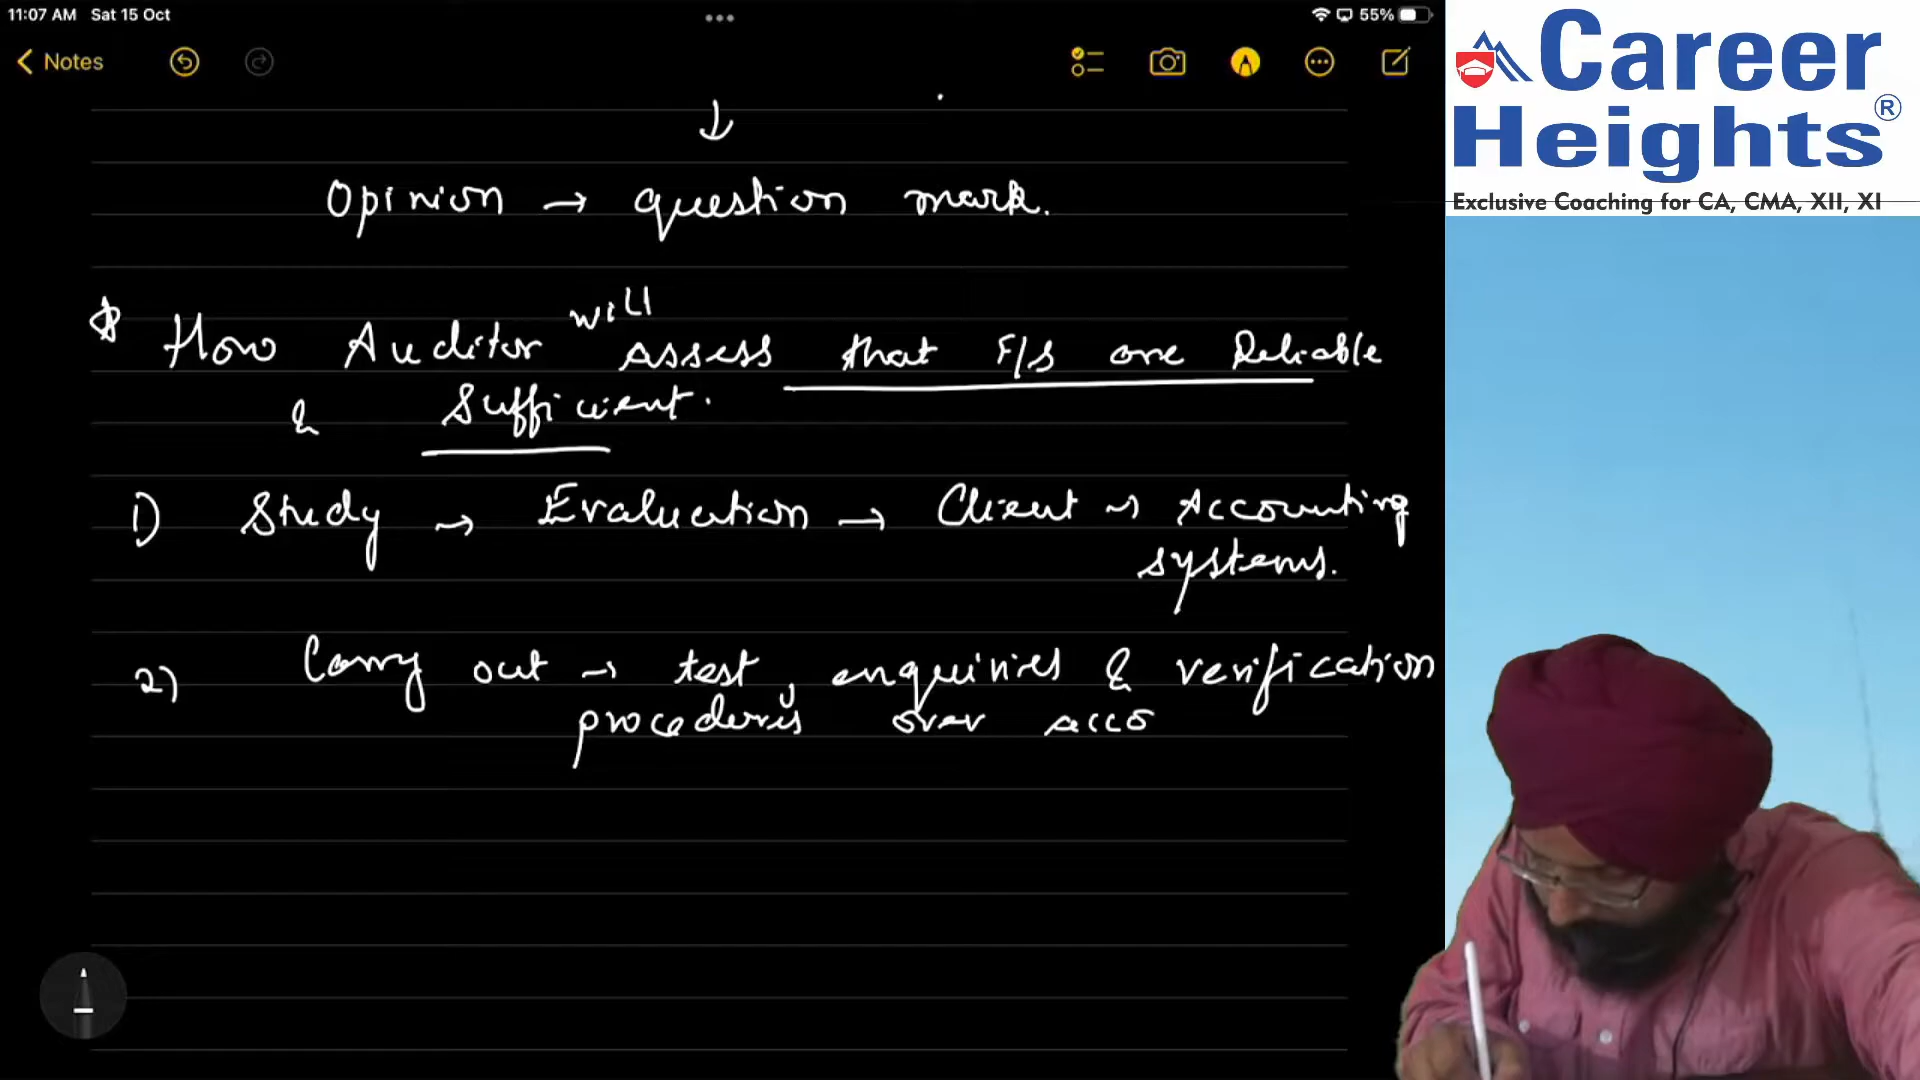 11:07 AM Sat 15 Oct
55%
Notes
Career
Heights®
Exclusive Coaching for CA, CMA, XII, XI
↓
Opinion → question mark.
How Auditor will assess that F/S are Reliable
& Sufficient.
1) Study → Evaluation → Client → Accounting
systems.
2) Carry out → test, enquiries & verification
procedures over acco